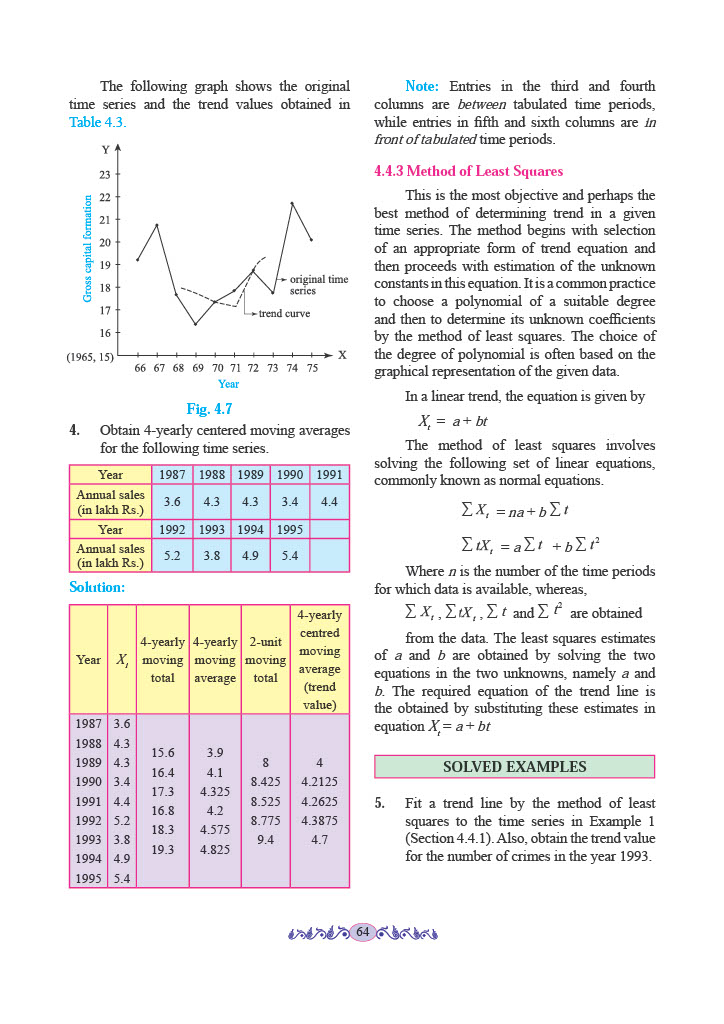 The following graph shows the original
time series and the trend values obtained in
Table 4.3.
Y
23
22
21
20
19
18
17
16
(1965, 15)
Gross capital formation
original time
series
trend curve
X
66 67 68 69 70 71 72 73 74 75
Year
Fig. 4.7
4. Obtain 4-yearly centered moving averages
for the following time series.
Year 1987 1988 1989 1990 1991
Annual sales
(in lakh Rs.) 3.6 4.3 4.3 3.4 4.4
Year 1992 1993 1994 1995
Annual sales
(in lakh Rs.) 5.2 3.8 4.9 5.4
Solution:
Year Xt 4-yearly moving total 4-yearly moving average 2-unit moving total 4-yearly centred moving average (trend value)
1987 3.6
1988 4.3
15.6 3.9
1989 4.3 8 4
16.4 4.1
1990 3.4 8.425 4.2125
17.3 4.325
1991 4.4 8.525 4.2625
16.8 4.2
1992 5.2 8.775 4.3875
18.3 4.575
1993 3.8 9.4 4.7
19.3 4.825
1994 4.9
1995 5.4
Note: Entries in the third and fourth
columns are between tabulated time periods,
while entries in fifth and sixth columns are in
front of tabulated time periods.
4.4.3 Method of Least Squares
This is the most objective and perhaps the
best method of determining trend in a given
time series. The method begins with selection
of an appropriate form of trend equation and
then proceeds with estimation of the unknown
constants in this equation. It is a common practice
to choose a polynomial of a suitable degree
and then to determine its unknown coefficients
by the method of least squares. The choice of
the degree of polynomial is often based on the
graphical representation of the given data.
In a linear trend, the equation is given by
Xt = a + bt
The method of least squares involves
solving the following set of linear equations,
commonly known as normal equations.
∑ Xt = na + b ∑ t
∑ tXt = a ∑ t + b ∑ t²
Where n is the number of the time periods
for which data is available, whereas,
∑ Xt , ∑ tXt , ∑ t and ∑ t² are obtained
from the data. The least squares estimates
of a and b are obtained by solving the two
equations in the two unknowns, namely a and
b. The required equation of the trend line is
the obtained by substituting these estimates in
equation Xt = a + bt
SOLVED EXAMPLES
5. Fit a trend line by the method of least
squares to the time series in Example 1
(Section 4.4.1). Also, obtain the trend value
for the number of crimes in the year 1993.
64